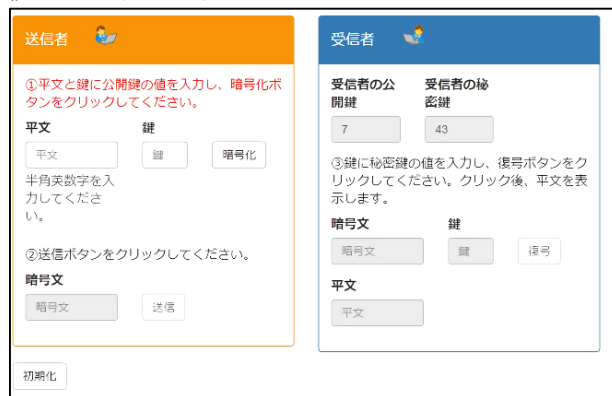 送信者
①平文と鍵に公開鍵の値を入力し、暗号化ボ
タンをクリックしてください。
平文 鍵
平文 鍵 暗号化
半角英数字を入
力してくださ
い。
②送信ボタンをクリックしてください。
暗号文
暗号文 送信
受信者
受信者の公 受信者の秘
開鍵 密鍵
7 43
③鍵に秘密鍵の値を入力し、復号ボタンをク
リックしてください。クリック後、平文を表
示します。
暗号文 鍵
暗号文 鍵 復号
平文
平文
初期化